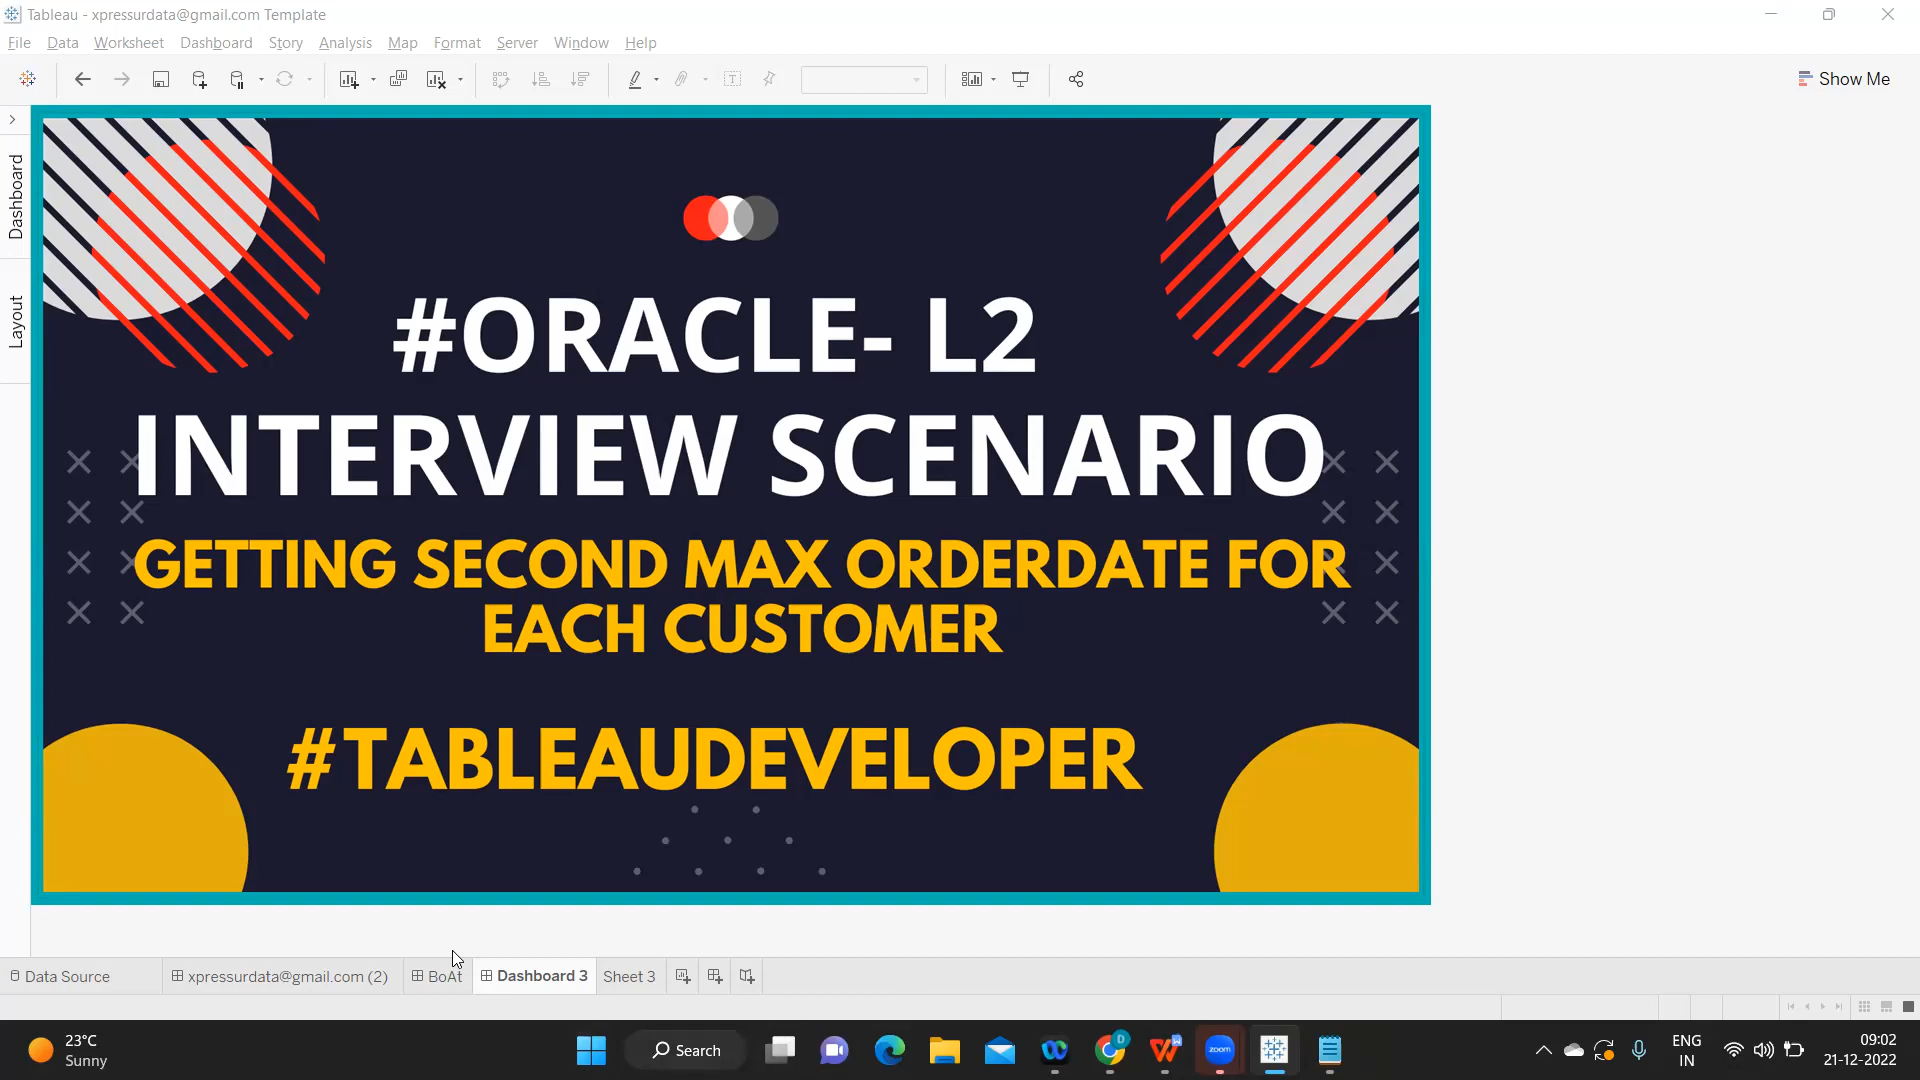 Tableau - xpressurdata@gmail.com Template
File Data Worksheet Dashboard Story Analysis Map Format Server Window Help
Show Me
Dashboard
Layout
#ORACLE- L2
INTERVIEW SCENARIO
GETTING SECOND MAX ORDERDATE FOR
EACH CUSTOMER
#TABLEAUDEVELOPER
Data Source xpressurdata@gmail.com (2) BoAt Dashboard 3 Sheet 3
23°C
Sunny
Search
zoom
D
W
ENG
IN
09:02
21-12-2022